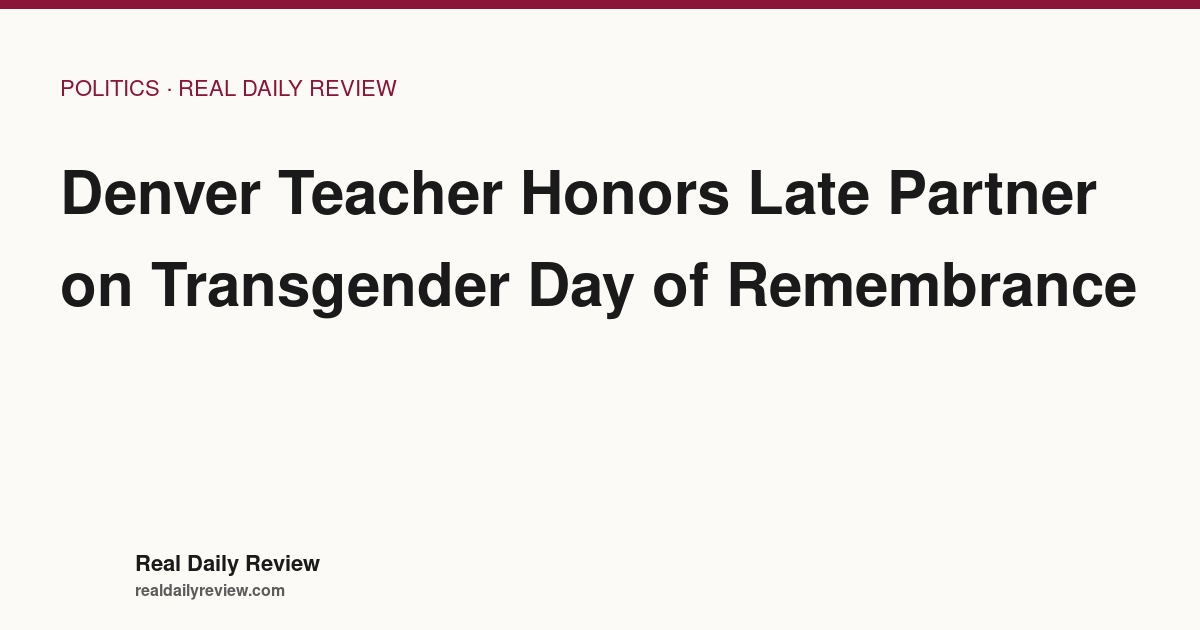 POLITICS · REAL DAILY REVIEW
Denver Teacher Honors Late Partner
on Transgender Day of Remembrance
Real Daily Review
realdailyreview.com